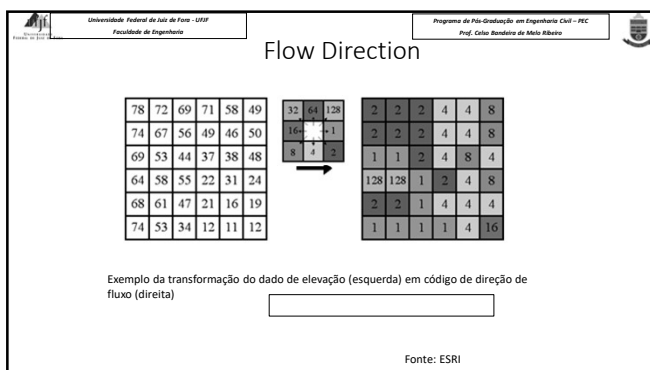 Universidade Federal de Juiz de Fora - UFJF
Faculdade de Engenharia
Programa de Pós-Graduação em Engenharia Civil – PEC
Prof. Celso Bandeira de Melo Ribeiro
Flow Direction
78 72 69 71 58 49
74 67 56 49 46 50
69 53 44 37 38 48
64 58 55 22 31 24
68 61 47 21 16 19
74 53 34 12 11 12
32 64 128
16 1
8 4 2
2 2 2 4 4 8
2 2 2 4 4 8
1 1 2 4 8 4
128 128 1 2 4 8
2 2 1 4 4 4
1 1 1 1 4 16
Exemplo da transformação do dado de elevação (esquerda) em código de direção de
fluxo (direita)
Fonte: ESRI